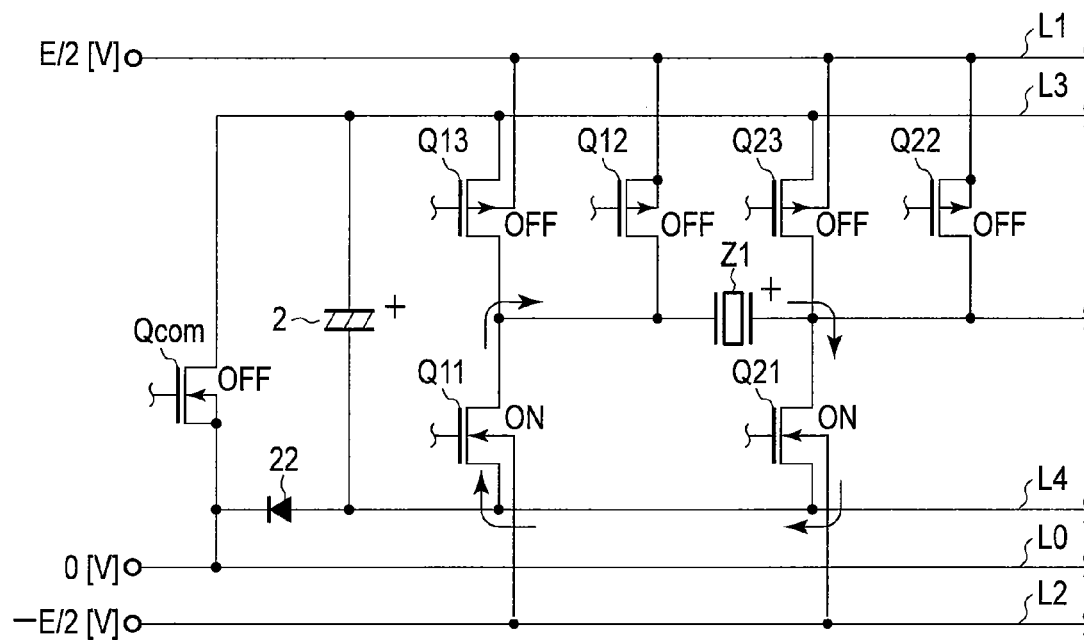 E/2 [V]
L1
L3
Q13
Q12
Q23
Q22
OFF
OFF
OFF
OFF
Z1
+
2
+
Qcom
OFF
Q11
Q21
ON
ON
22
L4
0 [V]
L0
−E/2 [V]
L2